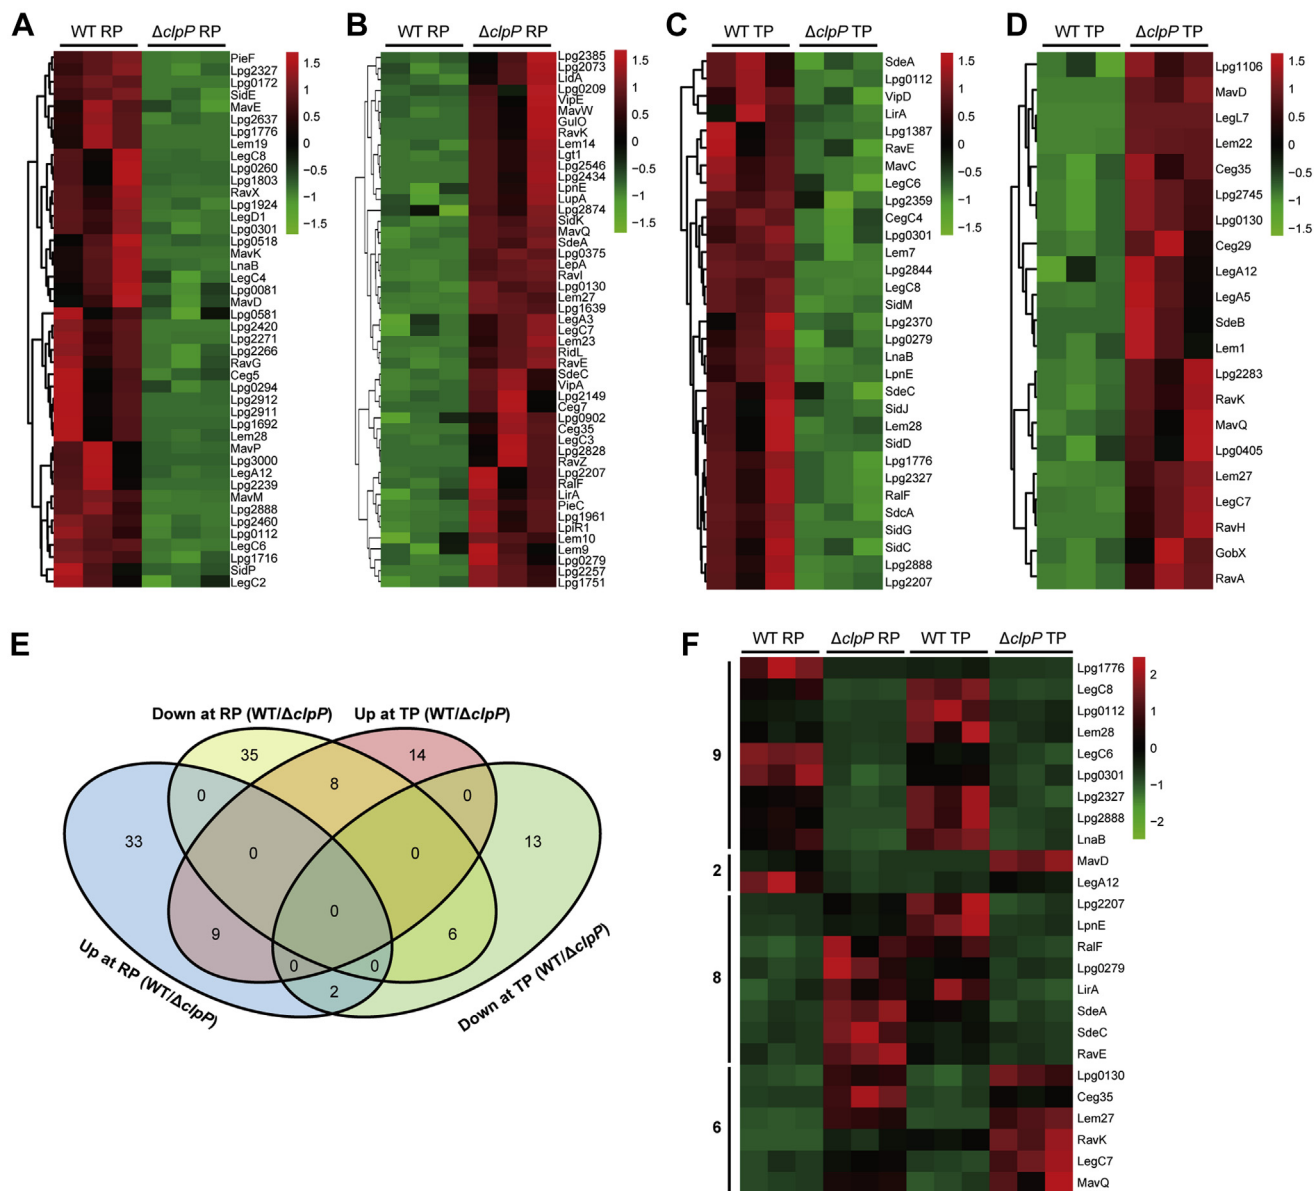 A
WT RP
ΔclpP RP
PieF
Lpg2327
Lpg0172
SidE
MavE
Lpg2637
Lpg1776
Lem19
LegC8
Lpg0260
Lpg1803
RavX
Lpg1924
LegD1
Lpg0301
Lpg0518
MavK
LnaB
LegC4
Lpg0081
MavD
Lpg0581
Lpg2420
Lpg2271
Lpg2266
RavG
Ceg5
Lpg0294
Lpg2912
Lpg2911
Lpg1692
Lem28
MavP
Lpg3000
LegA12
Lpg2239
MavM
Lpg2888
Lpg2460
Lpg0112
LegC6
Lpg1716
SidP
LegC2
1.5
1
0.5
0
−0.5
−1
−1.5
B
WT RP
ΔclpP RP
Lpg2385
Lpg2073
LidA
Lpg0209
VipE
MavW
GulO
RavK
Lem14
Lgt1
Lpg2546
Lpg2434
LpnE
LupA
Lpg2874
SidK
MavQ
SdeA
Lpg0375
LepA
RavI
Lpg0130
Lem27
Lpg1639
LegA3
LegC7
Lem23
RidL
RavE
SdeC
VipA
Lpg2149
Ceg7
Lpg0902
Ceg35
LegC3
Lpg2828
RavZ
Lpg2207
RalF
LirA
PieC
Lpg1961
LpiR1
Lem10
Lem9
Lpg0279
Lpg2257
Lpg1751
1.5
1
0.5
0
−0.5
−1
−1.5
C
WT TP
ΔclpP TP
SdeA
Lpg0112
VipD
LirA
Lpg1387
RavE
MavC
LegC6
Lpg2359
CegC4
Lpg0301
Lem7
Lpg2844
LegC8
SidM
Lpg2370
Lpg0279
LnaB
LpnE
SdeC
SidJ
Lem28
SidD
Lpg1776
Lpg2327
RalF
SdcA
SidG
SidC
Lpg2888
Lpg2207
1.5
1
0.5
0
−0.5
−1
−1.5
D
WT TP
ΔclpP TP
Lpg1106
MavD
LegL7
Lem22
Ceg35
Lpg2745
Lpg0130
Ceg29
LegA12
LegA5
SdeB
Lem1
Lpg2283
RavK
MavQ
Lpg0405
Lem27
LegC7
RavH
GobX
RavA
1.5
1
0.5
0
−0.5
−1
−1.5
E
Down at RP (WT/ΔclpP)
Up at TP (WT/ΔclpP)
35
14
8
0
0
33
13
0
0
0
9
6
0
0
2
Up at RP (WT/ΔclpP)
Down at TP (WT/ΔclpP)
F
WT RP
ΔclpP RP
WT TP
ΔclpP TP
9
2
8
6
Lpg1776
LegC8
Lpg0112
Lem28
LegC6
Lpg0301
Lpg2327
Lpg2888
LnaB
MavD
LegA12
Lpg2207
LpnE
RalF
Lpg0279
LirA
SdeA
SdeC
RavE
Lpg0130
Ceg35
Lem27
RavK
LegC7
MavQ
2
1
0
−1
−2